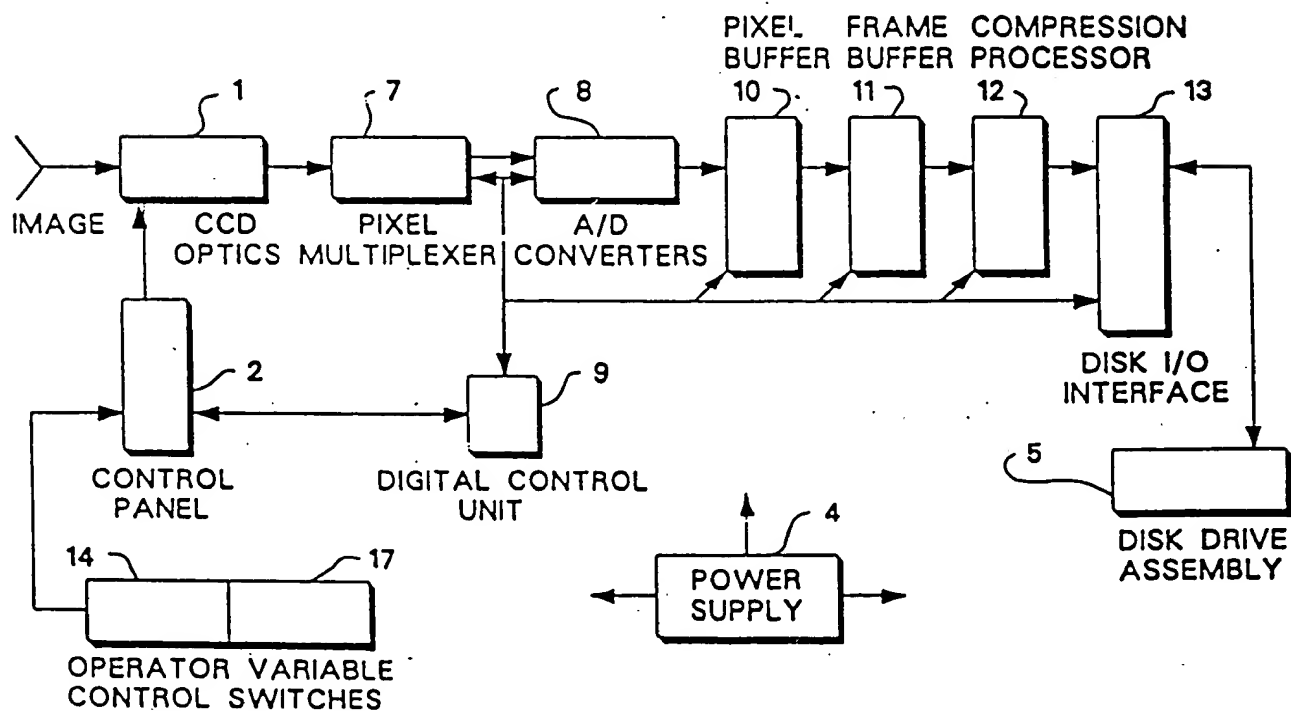 PIXEL FRAME COMPRESSION
BUFFER BUFFER PROCESSOR
1
7
8
10
11
12
13
IMAGE
CCD
OPTICS
PIXEL
MULTIPLEXER
A/D
CONVERTERS
2
9
DISK I/O
INTERFACE
CONTROL
PANEL
DIGITAL CONTROL
UNIT
5
4
14
17
POWER
SUPPLY
DISK DRIVE
ASSEMBLY
OPERATOR VARIABLE
CONTROL SWITCHES